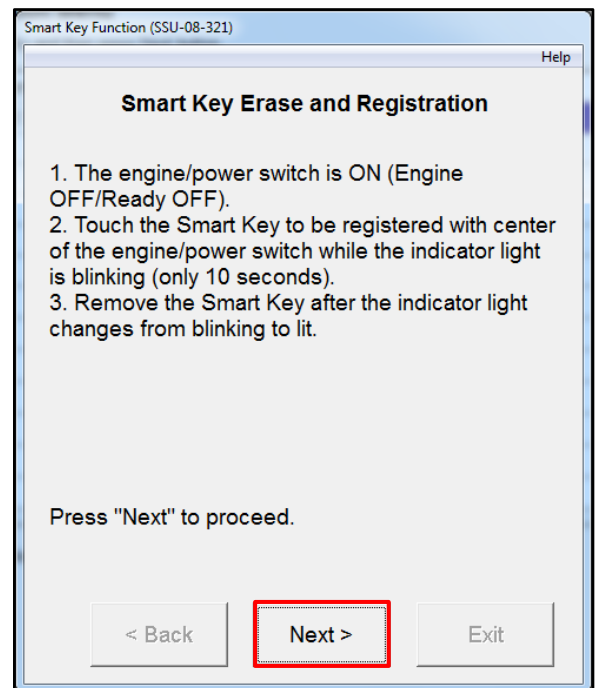 Smart Key Function (SSU-08-321)
Help
Smart Key Erase and Registration
1. The engine/power switch is ON (Engine
OFF/Ready OFF).
2. Touch the Smart Key to be registered with center
of the engine/power switch while the indicator light
is blinking (only 10 seconds).
3. Remove the Smart Key after the indicator light
changes from blinking to lit.
Press "Next" to proceed.
< Back
Next >
Exit